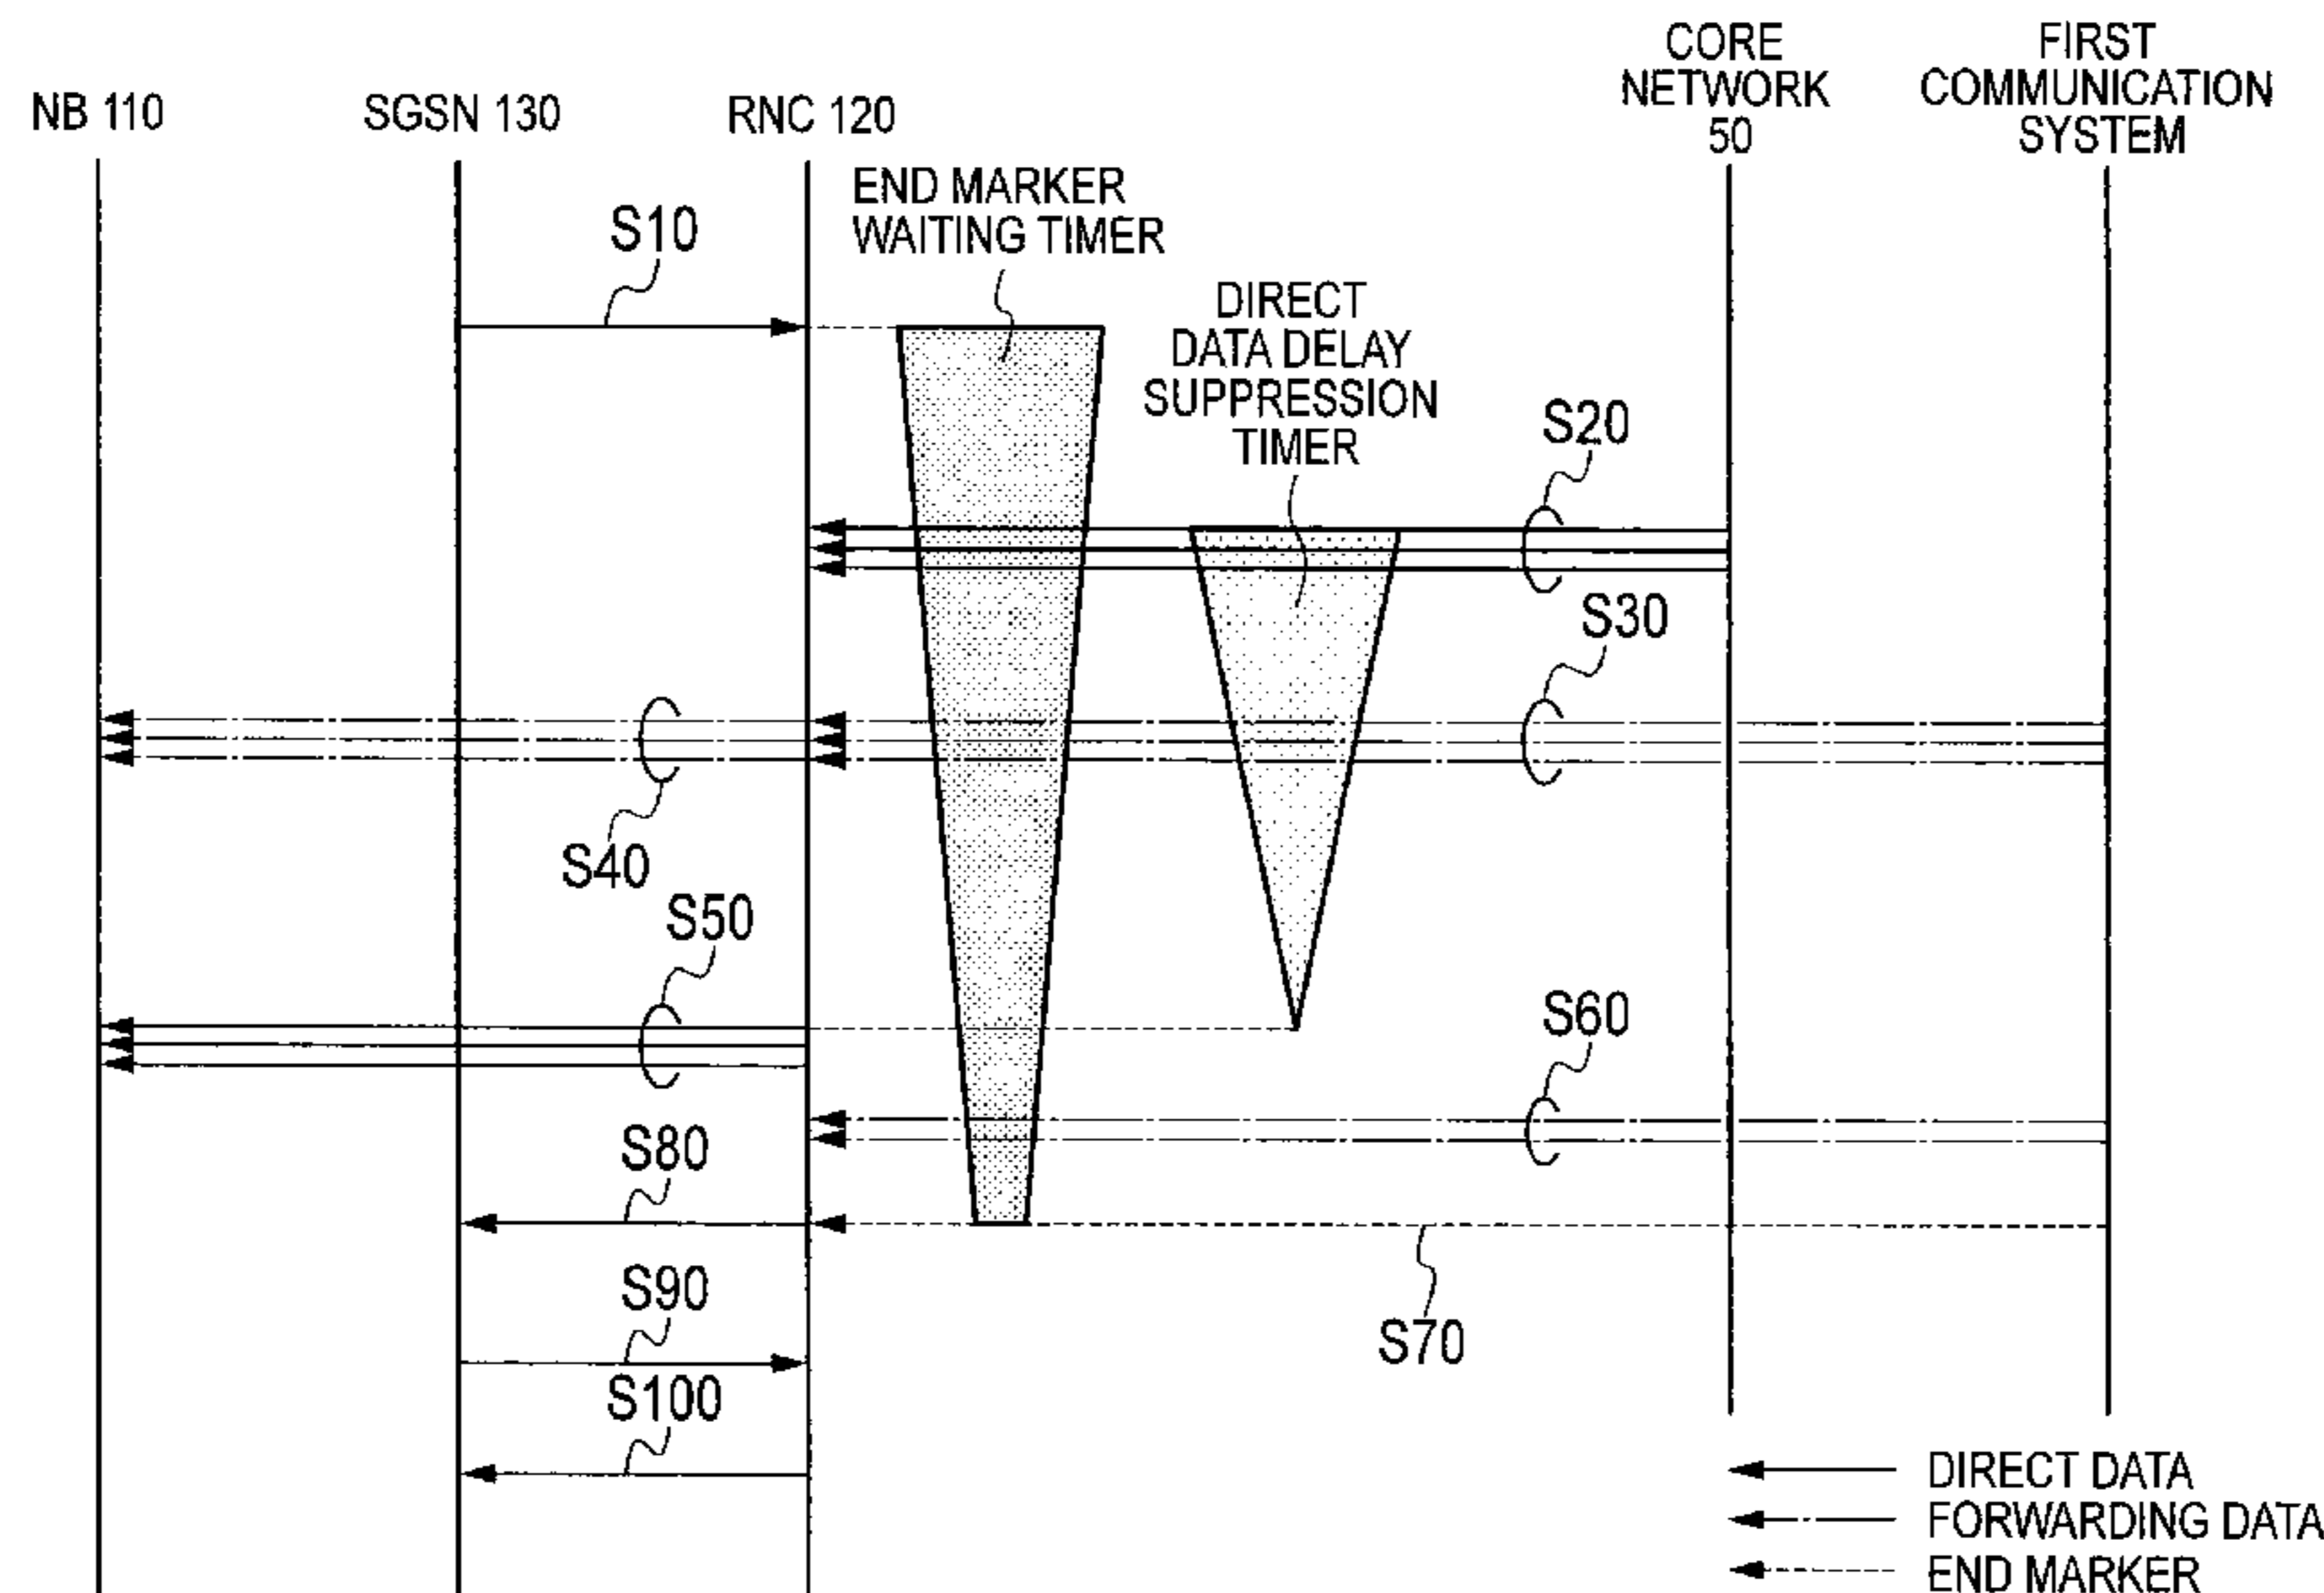 NB 110
SGSN 130
RNC 120
CORE
NETWORK
50
FIRST
COMMUNICATION
SYSTEM
END MARKER
WAITING TIMER
S10
DIRECT
DATA DELAY
SUPPRESSION
TIMER
S20
S30
S40
S50
S60
S80
S70
S90
S100
DIRECT DATA
FORWARDING DATA
END MARKER